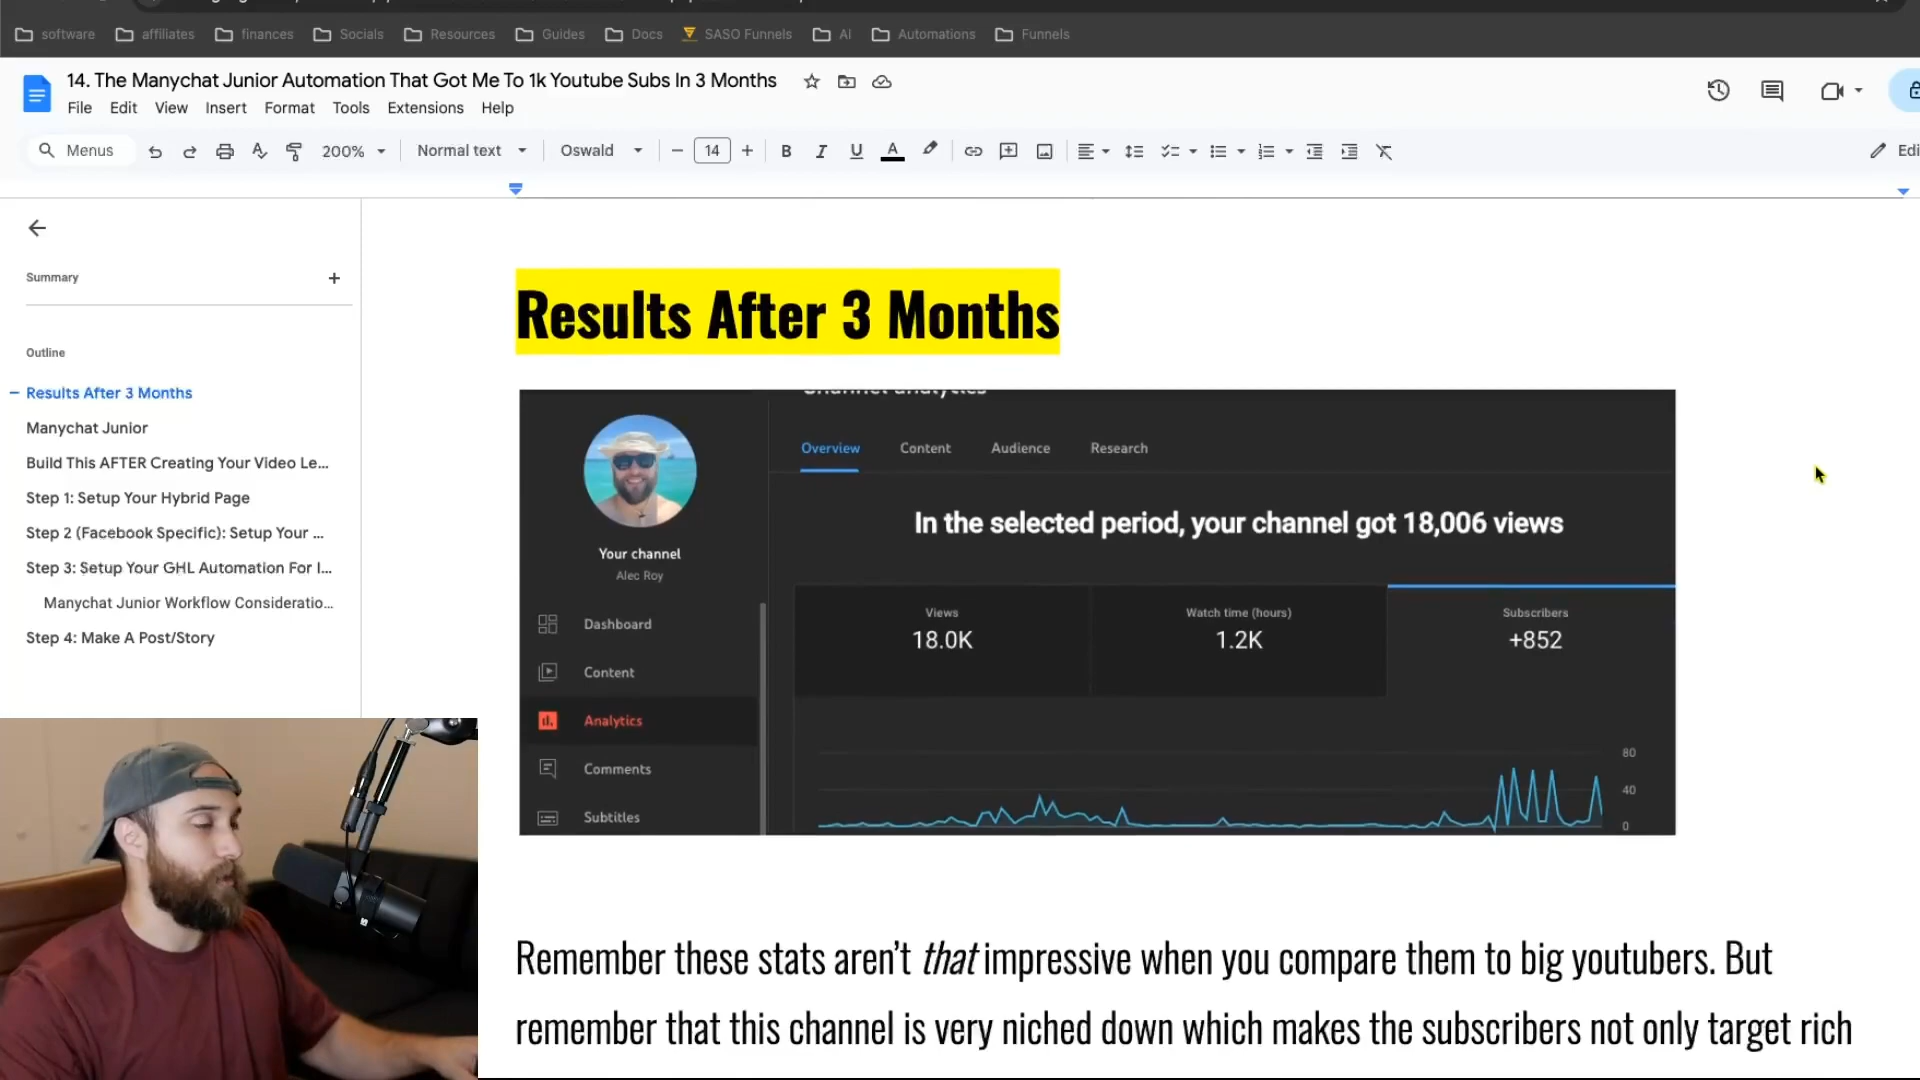 software affiliates finances Socials Resources Guides Docs SASO Funnels AI Automations Funnels
14. The Manychat Junior Automation That Got Me To 1k Youtube Subs In 3 Months
File Edit View Insert Format Tools Extensions Help
Menus 200% Normal text Oswald 14 Edi
Summary
Outline
Results After 3 Months
Manychat Junior
Build This AFTER Creating Your Video Le...
Step 1: Setup Your Hybrid Page
Step 2 (Facebook Specific): Setup Your ...
Step 3: Setup Your GHL Automation For I...
Manychat Junior Workflow Consideratio...
Step 4: Make A Post/Story
Results After 3 Months
Channel analytics
Overview Content Audience Research
In the selected period, your channel got 18,006 views
Your channel
Alec Roy
Dashboard
Content
Analytics
Comments
Subtitles
Views
18.0K
Watch time (hours)
1.2K
Subscribers
+852
80
40
0
Remember these stats aren't that impressive when you compare them to big youtubers. But
remember that this channel is very niched down which makes the subscribers not only target rich